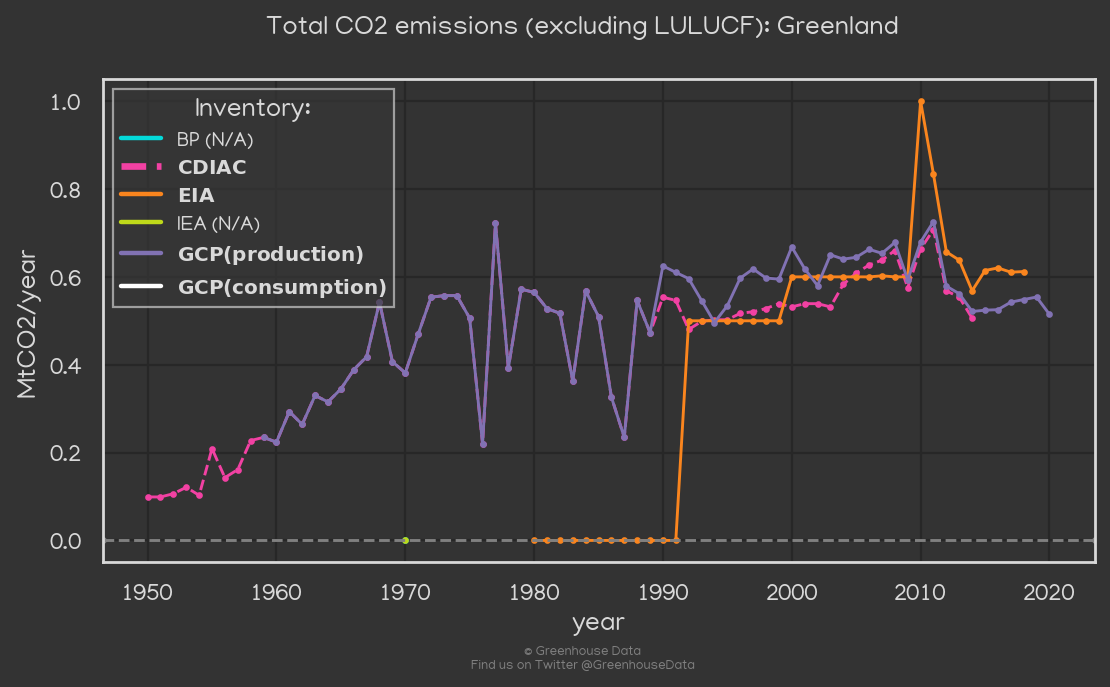 Total CO2 emissions (excluding LULUCF): Greenland
Inventory:
BP (N/A)
CDIAC
EIA
IEA (N/A)
GCP(production)
GCP(consumption)
MtCO2/year
1.0
0.8
0.6
0.4
0.2
0.0
1950 1960 1970 1980 1990 2000 2010 2020
year
© Greenhouse Data
Find us on Twitter @GreenhouseData